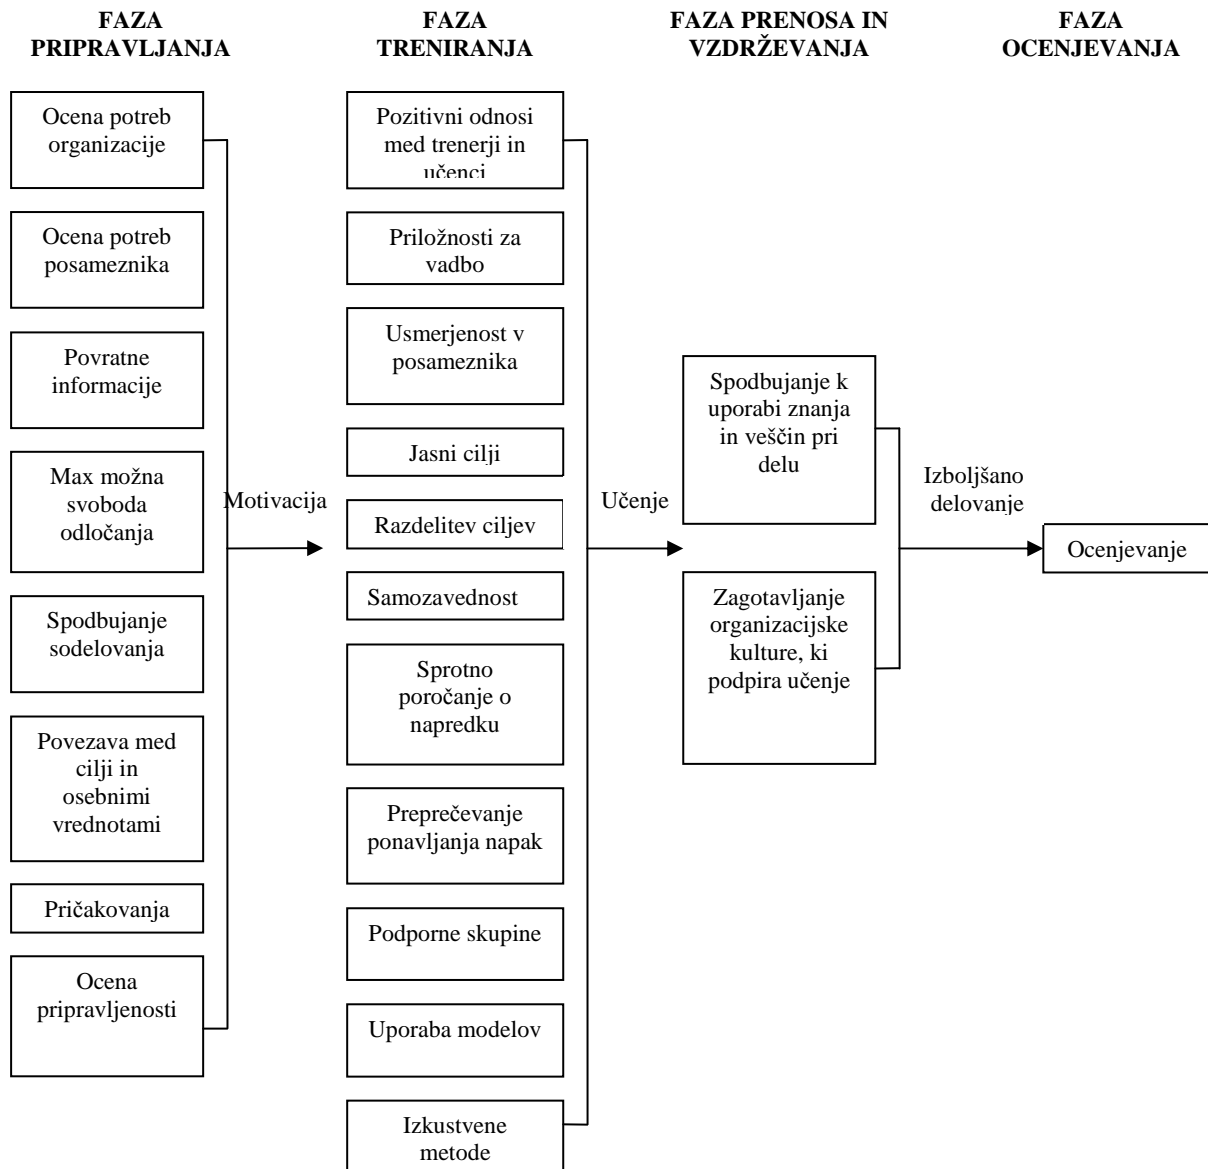 FAZA
PRIPRAVLJANJA
FAZA
TRENIRANJA
FAZA PRENOSA IN
VZDRŽEVANJA
FAZA
OCENJEVANJA
Ocena potreb
organizacije
Ocena potreb
posameznika
Povratne
informacije
Max možna
svoboda
odločanja
Spodbujanje
sodelovanja
Povezava med
cilji in
osebnimi
vrednotami
Pričakovanja
Ocena
pripravljenosti
Motivacija
Pozitivni odnosi
med trenerji in
učenci
Priložnosti za
vadbo
Usmerjenost v
posameznika
Jasni cilji
Razdelitev ciljev
Samozavednost
Sprotno
poročanje o
napredku
Preprečevanje
ponavljanja napak
Podporne skupine
Uporaba modelov
Izkustvene
metode
Učenje
Spodbujanje k
uporabi znanja
in veščin pri
delu
Zagotavljanje
organizacijske
kulture, ki
podpira učenje
Izboljšano
delovanje
Ocenjevanje